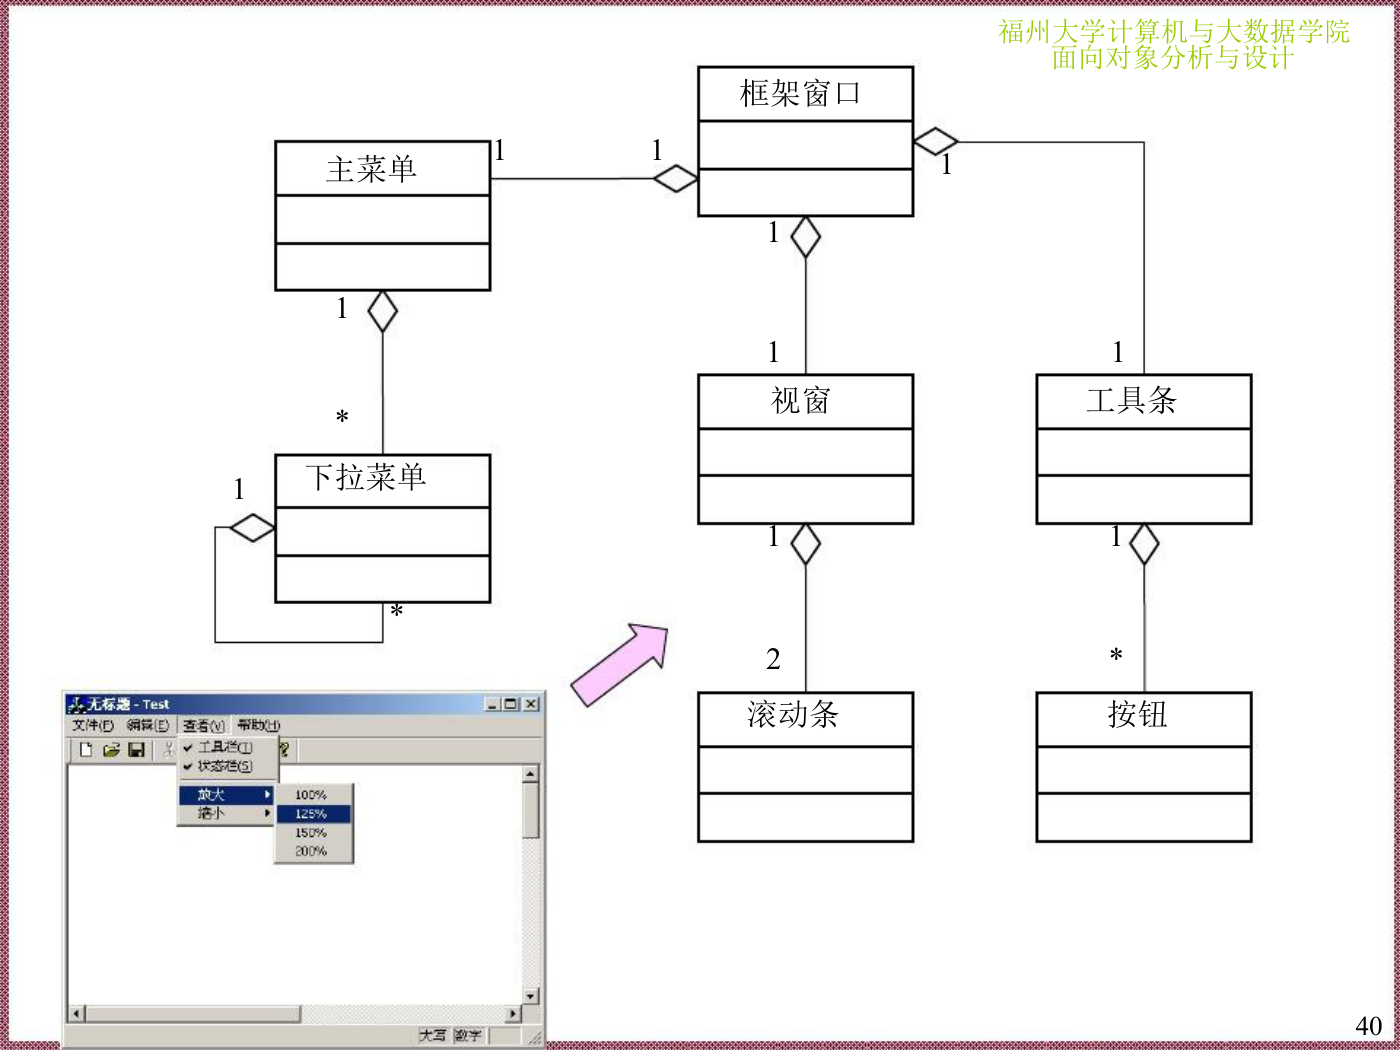 福州大学计算机与大数据学院
面向对象分析与设计
框架窗口
主菜单
1
1
1
1
1
*
1
1
视窗
工具条
下拉菜单
1
*
1
1
2
*
滚动条
按钮
无标题 - Test
文件(F) 编辑(E) 查看(V) 帮助(H)
工具栏(T)
状态栏(S)
放大
缩小
100%
125%
150%
200%
大写 数字
40